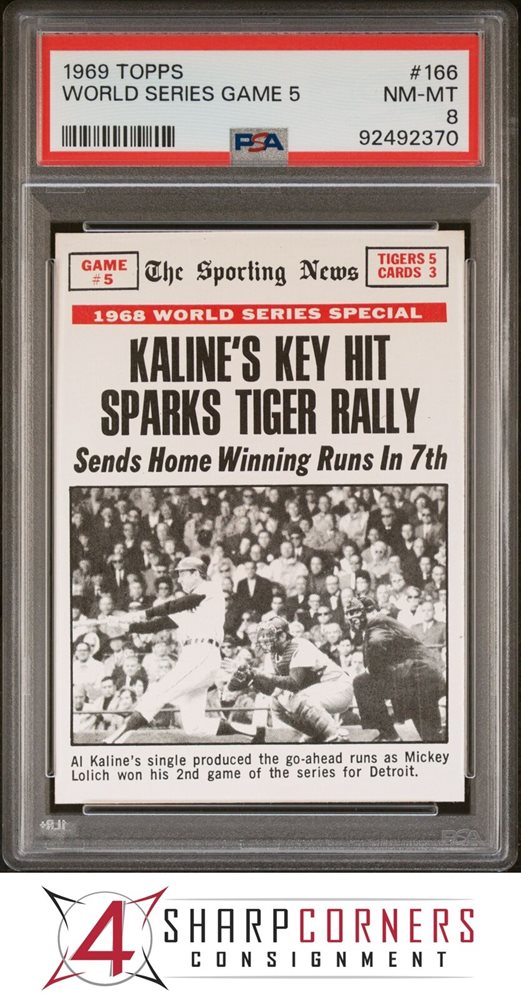 1969 TOPPS #166
WORLD SERIES GAME 5 NM-MT
8
PSA 92492370
GAME #5
The Sporting News
TIGERS 5
CARDS 3
1968 WORLD SERIES SPECIAL
KALINE'S KEY HIT
SPARKS TIGER RALLY
Sends Home Winning Runs In 7th
Al Kaline's single produced the go-ahead runs as Mickey
Lolich won his 2nd game of the series for Detroit.
PSA
4 SHARPCORNERS
CONSIGNMENT